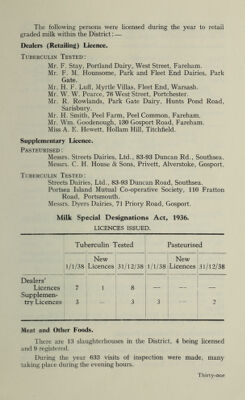 The following persons were licensed during the year to retail
graded milk within the District:—
Dealers (Retailing) Licence.
TUBERCULIN TESTED:
Mr. F. Stay, Portland Dairy, West Street, Fareham.
Mr. F. M. Hounsome, Park and Fleet End Dairies, Park
Gate.
Mr. H. F. Luff, Myrtle Villas, Fleet End, Warsash.
Mr. W. W. Pearce, 76 West Street, Portchester.
Mr. R. Rowlands, Park Gate Dairy, Hunts Pond Road,
Sarisbury.
Mr. H. Smith, Peel Farm, Peel Common, Fareham.
Mr. Wm. Goodenough, 130 Gosport Road, Fareham.
Miss A. E. Hewett, Hollam Hill, Titchfield.
Supplementary Licence.
PASTEURISED:
Messrs. Streets Dairies, Ltd., 83-93 Duncan Rd., Southsea.
Messrs. C. H. House & Sons, Privett, Alverstoke, Gosport.
TUBERCULIN TESTED:
Streets Dairies, Ltd., 83-93 Duncan Road, Southsea.
Portsea Island Mutual Co-operative Society, 110 Fratton
Road, Portsmouth.
Messrs. Dyers Dairies, 71 Priory Road, Gosport.
Milk Special Designations Act, 1936.
LICENCES ISSUED.
Tuberculin Tested Pasteurised
New New
1/1/38 Licences 31/12/38 1/1/38 Licences 31/12/38
Dealers'
Licences 7 1 8 — — —
Supplemen-
try Licences 3 — 3 3 — 2
Meat and Other Foods.
There are 13 slaughterhouses in the District, 4 being licensed
and 9 registered.
During the year 633 visits of inspection were made, many
taking place during the evening hours.
Thirty-one